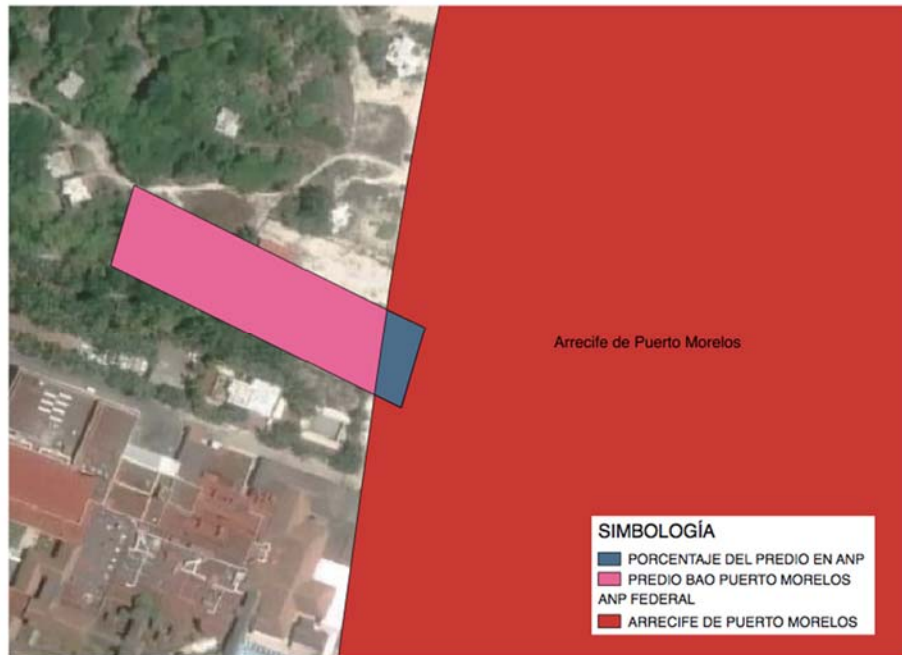 Arrecife de Puerto Morelos
SIMBOLOGÍA
PORCENTAJE DEL PREDIO EN ANP
PREDIO BAO PUERTO MORELOS
ANP FEDERAL
ARRECIFE DE PUERTO MORELOS